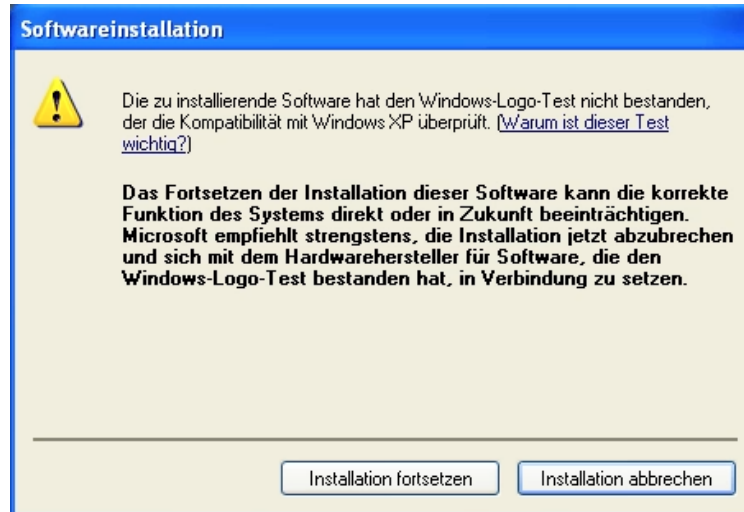 Softwareinstallation
Die zu installierende Software hat den Windows-Logo-Test nicht bestanden,
der die Kompatibilität mit Windows XP überprüft. (Warum ist dieser Test
wichtig?)
Das Fortsetzen der Installation dieser Software kann die korrekte
Funktion des Systems direkt oder in Zukunft beeinträchtigen.
Microsoft empfiehlt strengstens, die Installation jetzt abzubrechen
und sich mit dem Hardwarehersteller für Software, die den
Windows-Logo-Test bestanden hat, in Verbindung zu setzen.
Installation fortsetzen
Installation abbrechen